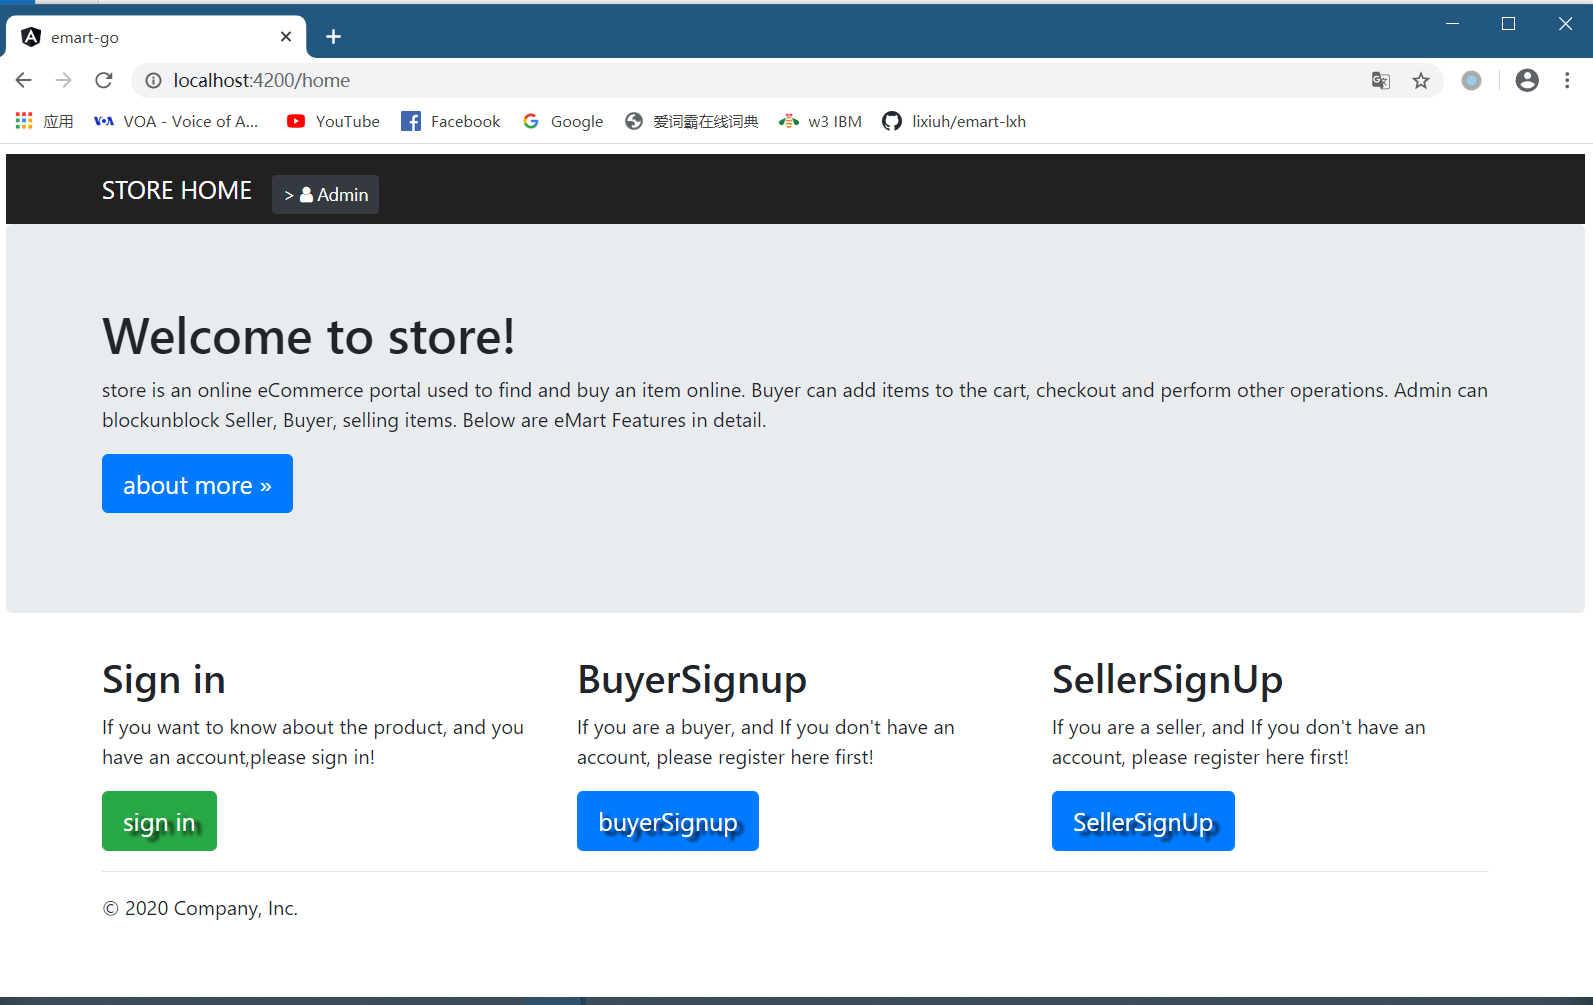 emart-go
localhost:4200/home
应用 VOA - Voice of A... YouTube Facebook Google 爱词霸在线词典 w3 IBM lixiuh/emart-lxh
STORE HOME > Admin
Welcome to store!
store is an online eCommerce portal used to find and buy an item online. Buyer can add items to the cart, checkout and perform other operations. Admin can
blockunblock Seller, Buyer, selling items. Below are eMart Features in detail.
about more »
Sign in
If you want to know about the product, and you
have an account,please sign in!
sign in
BuyerSignup
If you are a buyer, and If you don't have an
account, please register here first!
buyerSignup
SellerSignUp
If you are a seller, and If you don't have an
account, please register here first!
SellerSignUp
© 2020 Company, Inc.